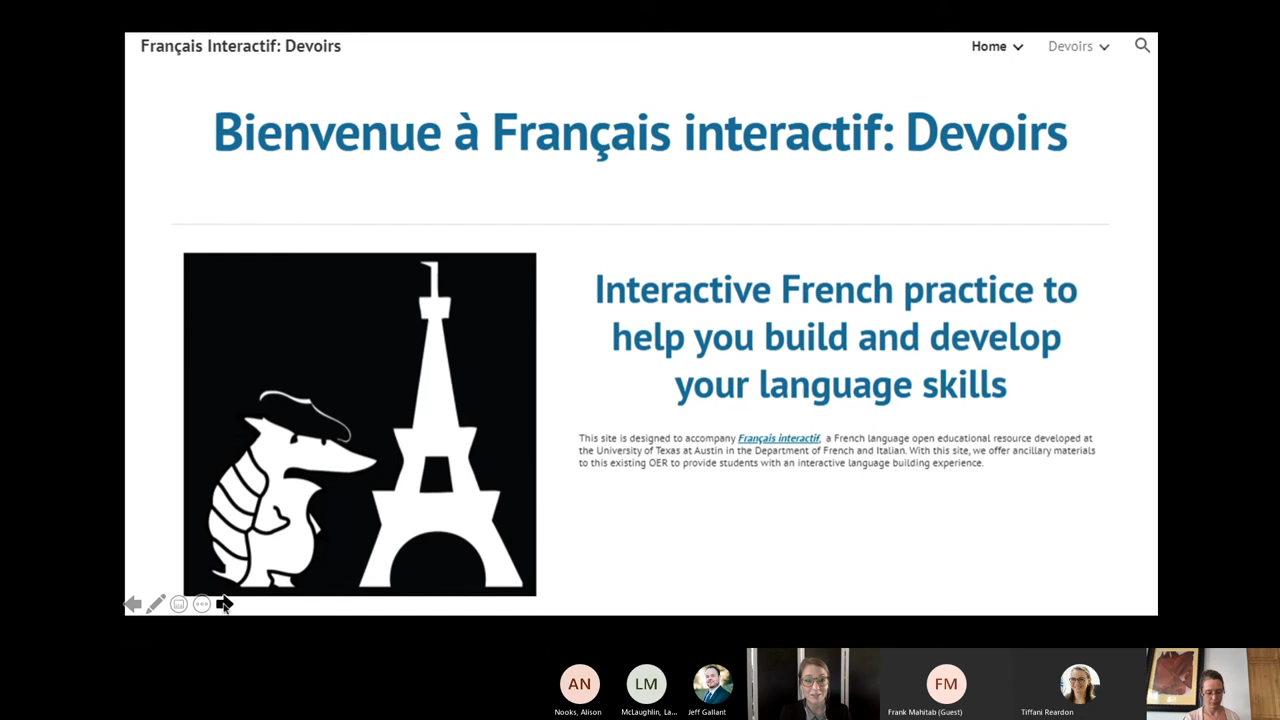 Français Interactif: Devoirs
Home
Devoirs
Bienvenue à Français interactif: Devoirs
Interactive French practice to
help you build and develop
your language skills
This site is designed to accompany Français interactif, a French language open educational resource developed at
the University of Texas at Austin in the Department of French and Italian. With this site, we offer ancillary materials
to this existing OER to provide students with an interactive language building experience.
AN
LM
FM
Nooks, Alison
McLaughlin, La...
Jeff Gallant
Frank Mahitab (Guest)
Tiffani Reardon